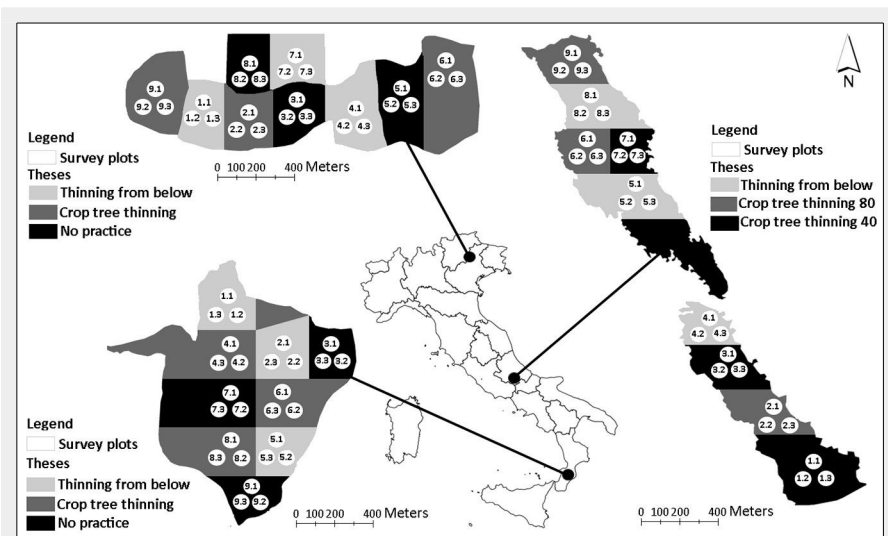 8.1
8.2 8.3
7.1
7.2 7.3
9.1
9.2 9.3
1.1
1.2 1.3
2.1
2.2 2.3
3.1
3.2 3.3
4.1
4.2 4.3
5.1
5.2 5.3
6.1
6.2 6.3
Legend
Survey plots
Theses
Thinning from below
Crop tree thinning
No practice
0 100 200 400 Meters
9.1
9.2 9.3
8.1
8.2 8.3
6.1
6.2 6.3
7.1
7.2 7.3
5.1
5.2 5.3
N
Legend
Survey plots
Theses
Thinning from below
Crop tree thinning 80
Crop tree thinning 40
4.1
4.2 4.3
3.1
3.2 3.3
2.1
2.2 2.3
1.1
1.2 1.3
0 100 200 400 Meters
1.1
1.3 1.2
4.1
4.3 4.2
2.1
2.3 2.2
3.1
3.3 3.2
7.1
7.3 7.2
6.1
6.3 6.2
8.1
8.3 8.2
5.1
5.3 5.2
9.1
9.3 9.2
Legend
Survey plots
Theses
Thinning from below
Crop tree thinning
No practice
0 100 200 400 Meters